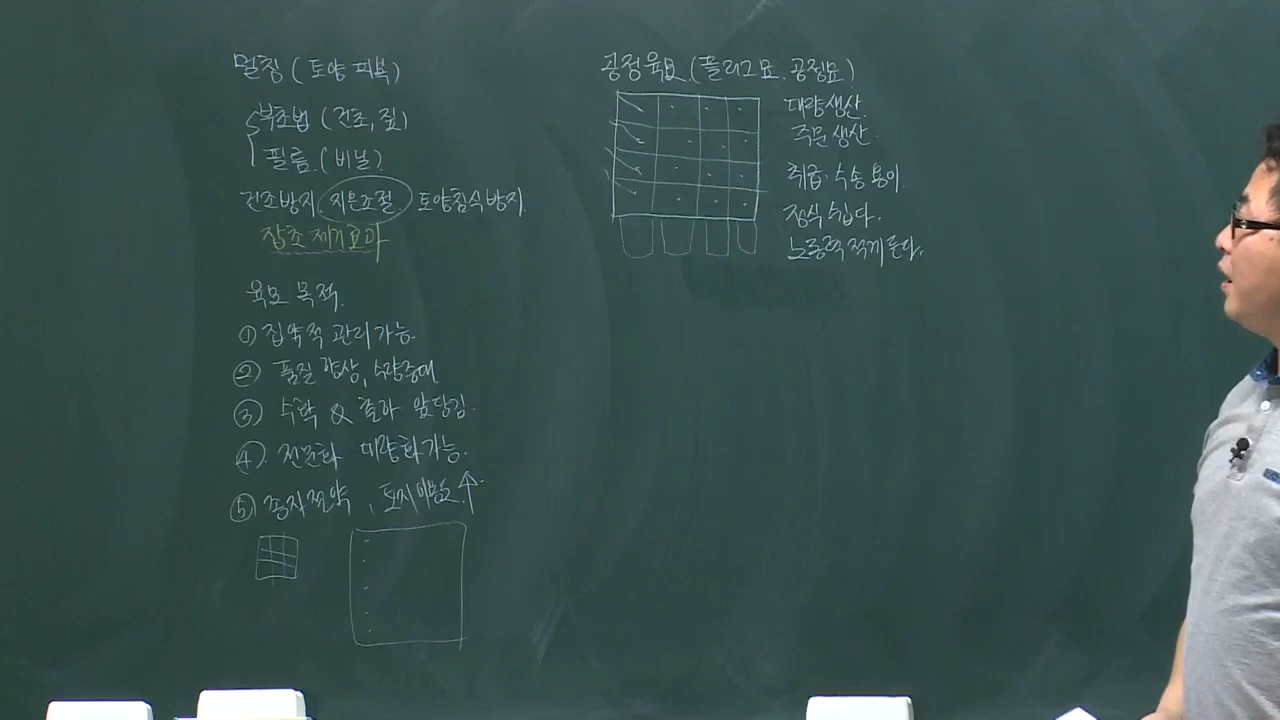 멀칭 (토양 피복)
부초법 (건초, 짚)
필름 (비닐)
건조방지, 지온조절, 토양침식방지.
잡초 제거효과
육묘 목적.
① 집약적 관리가능.
② 품질 향상, 수량증대.
③ 수확 & 출하 앞당김.
④ 전문화 대량화가능.
⑤ 종자절약, 토지이용도 ↑
공정육묘 (플러그묘, 공정묘)
대량생산.
주문 생산.
취급·수송 용이.
정식 쉽다.
노동력 적게 든다.